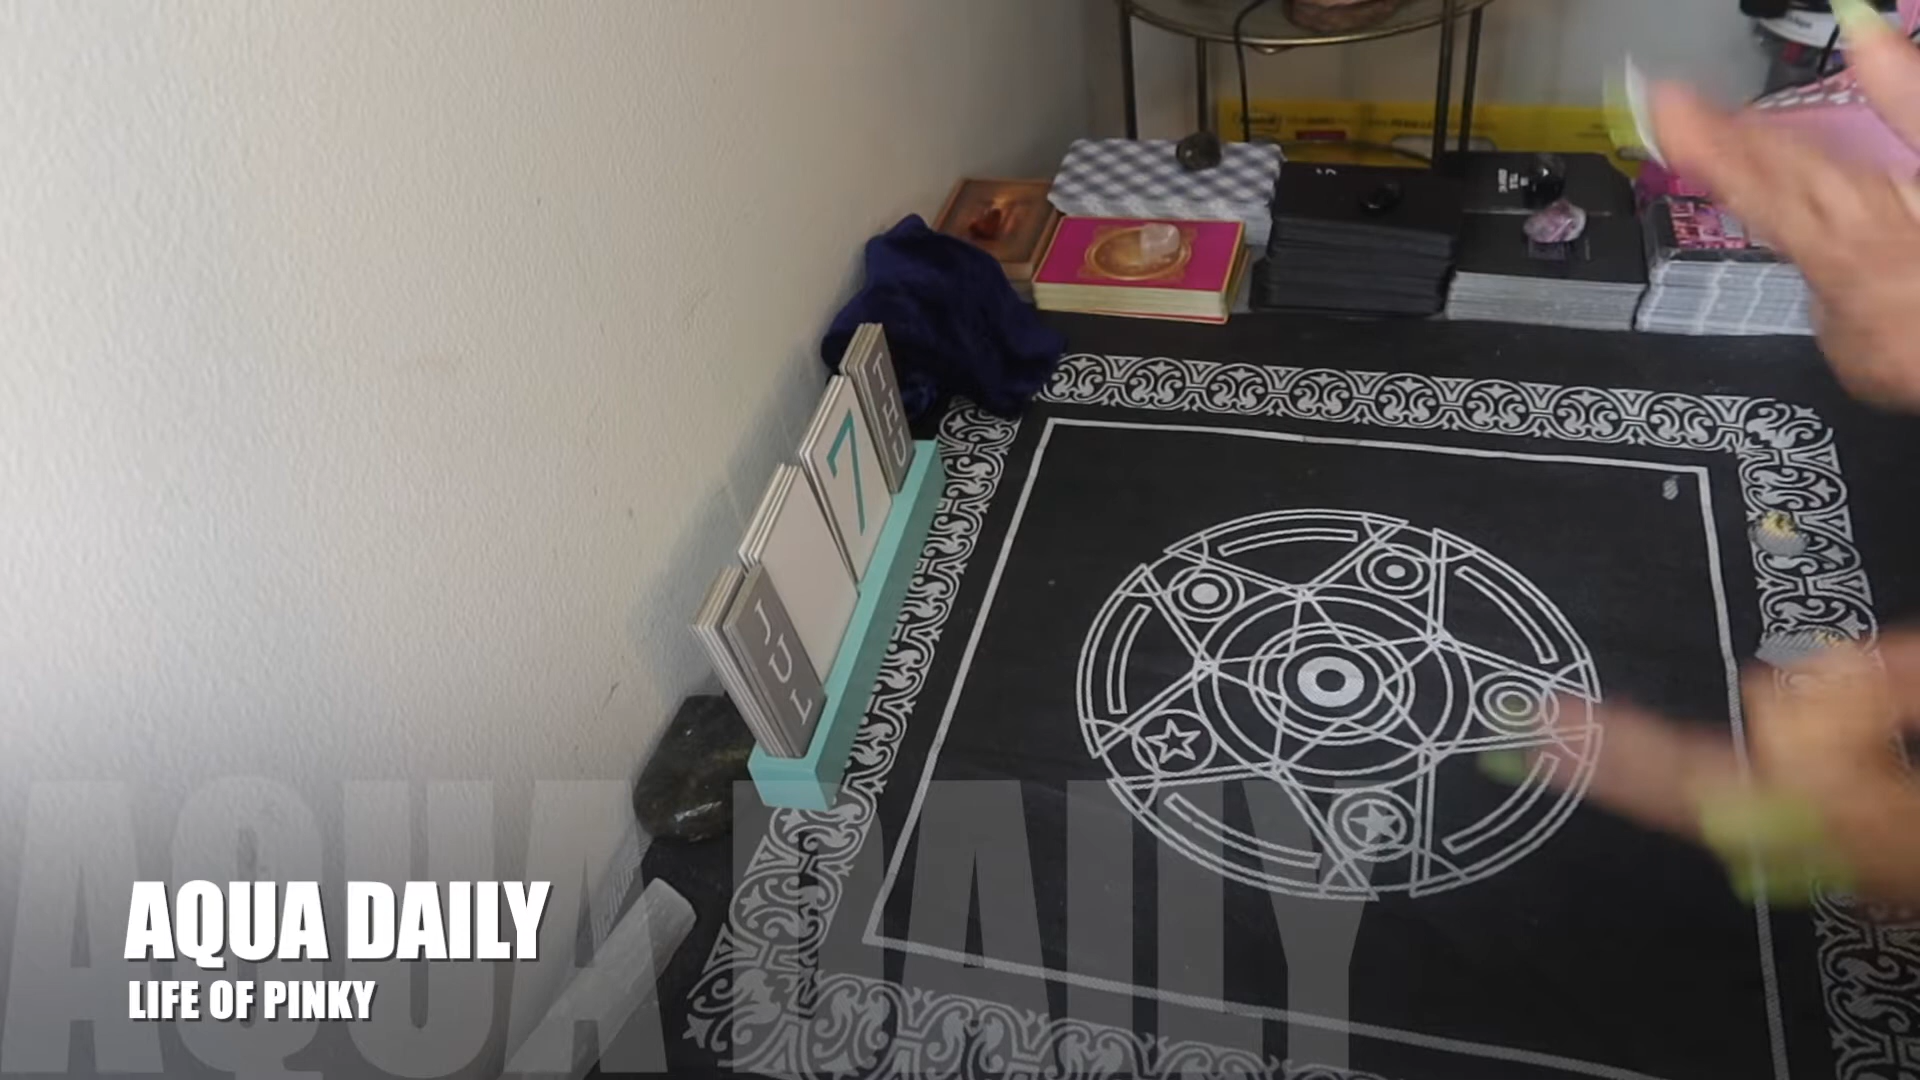 THU
7
JUL
AQUA DAILY
AQUA DAILY
LIFE OF PINKY